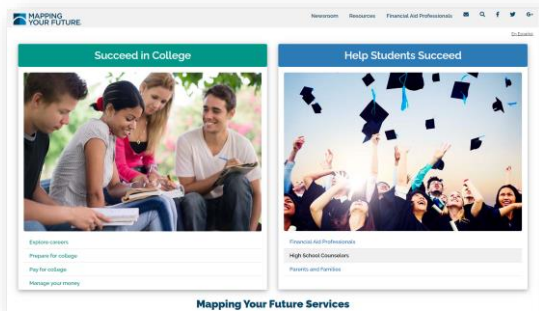 MAPPING
YOUR FUTURE.
Newsroom Resources Financial Aid Professionals
En Español
Succeed in College
Help Students Succeed
Explore careers
Prepare for college
Pay for college
Manage your money
Financial Aid Professionals
High School Counselors
Parents and Families
Mapping Your Future Services